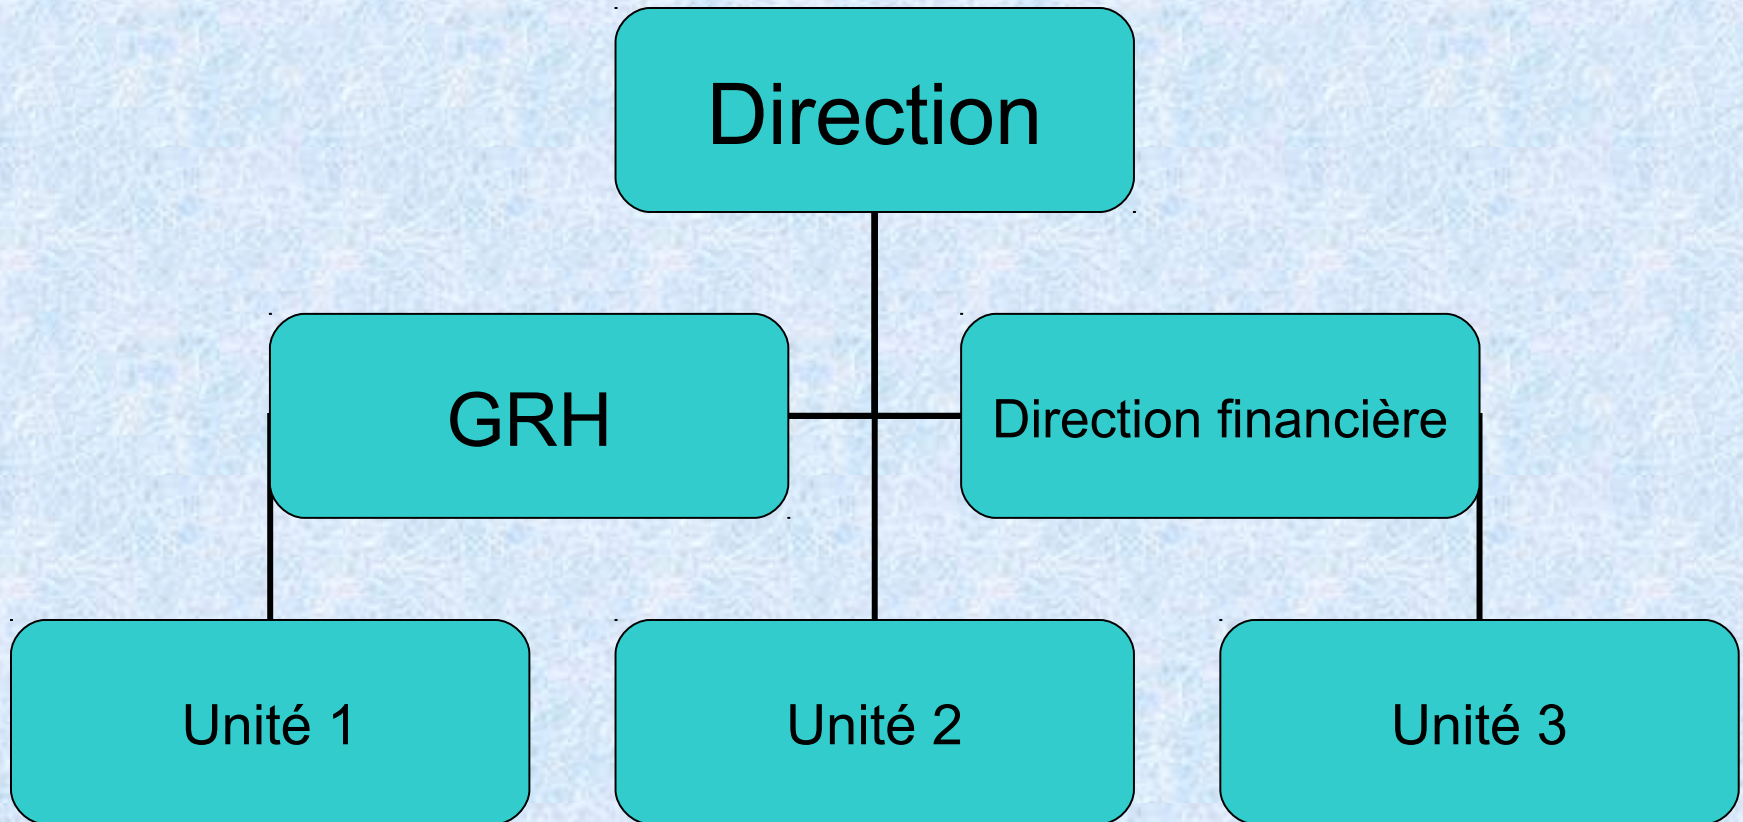 Direction
GRH
Direction financière
Unité 1
Unité 2
Unité 3